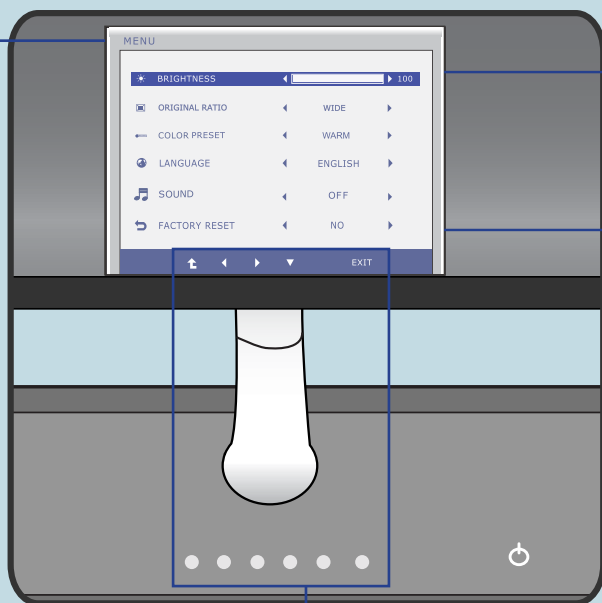 MENU
BRIGHTNESS 100
ORIGINAL RATIO WIDE
COLOR PRESET WARM
LANGUAGE ENGLISH
SOUND OFF
FACTORY RESET NO
EXIT